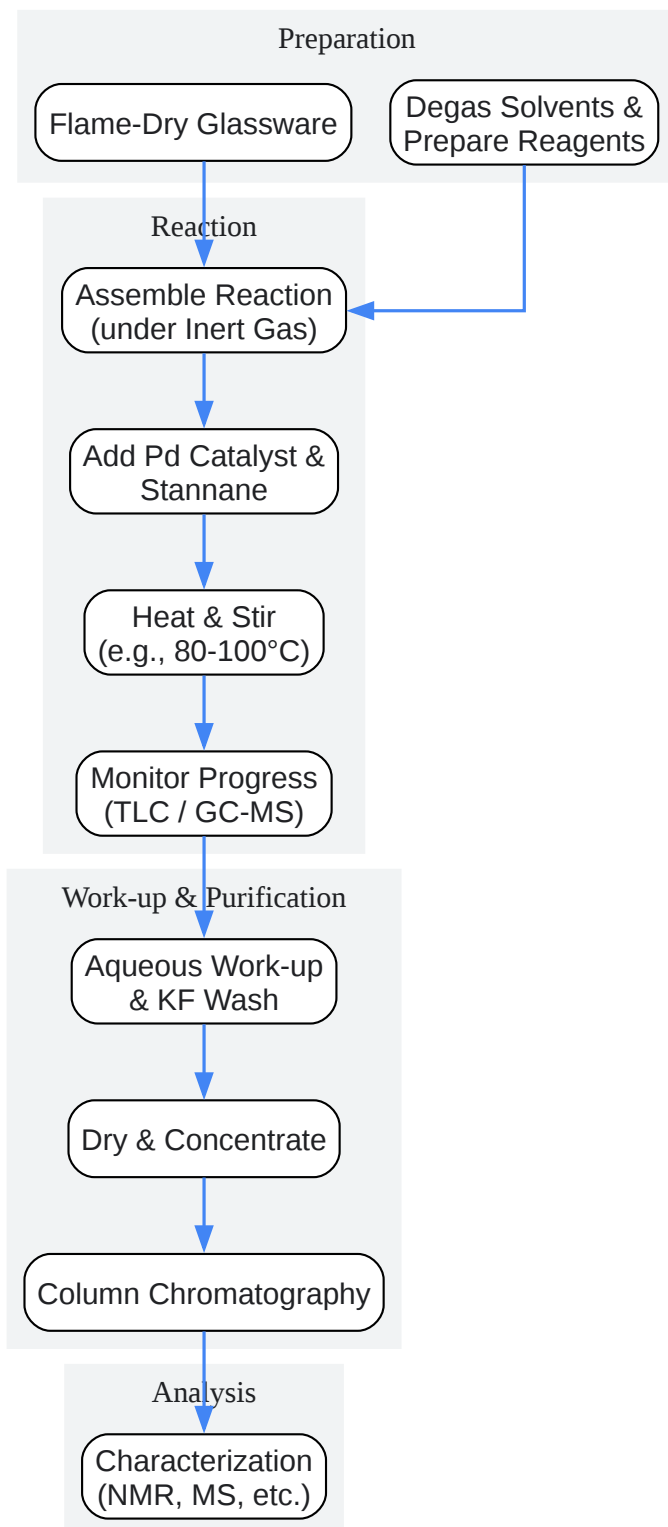 Preparation
Flame-Dry Glassware
Degas Solvents &
Prepare Reagents
Reaction
Assemble Reaction
(under Inert Gas)
Add Pd Catalyst &
Stannane
Heat & Stir
(e.g., 80-100°C)
Monitor Progress
(TLC / GC-MS)
Work-up & Purification
Aqueous Work-up
& KF Wash
Dry & Concentrate
Column Chromatography
Analysis
Characterization
(NMR, MS, etc.)